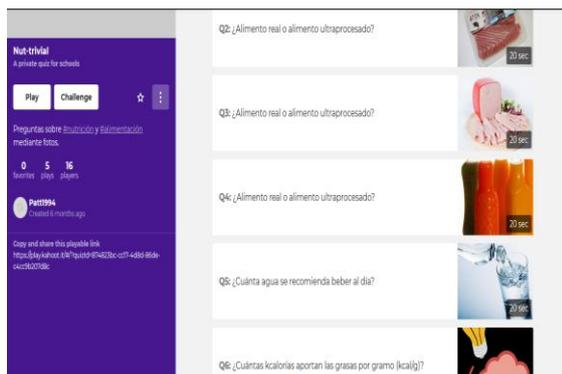 Nut-trivial
A private quiz for schools
Play
Challenge
Preguntas sobre #nutrición y #alimentación
mediante fotos.
0 5 16
favorites plays players
Patt1994
Created 6 months ago
Copy and share this playable link
Q2: ¿Alimento real o alimento ultraprocesado?
20 sec
Q3: ¿Alimento real o alimento ultraprocesado?
20 sec
Q4: ¿Alimento real o alimento ultraprocesado?
20 sec
Q5: ¿Cuánta agua se recomienda beber al día?
20 sec
Q6: ¿Cuántas kcalorías aportan las grasas por gramo (kcal/g)?